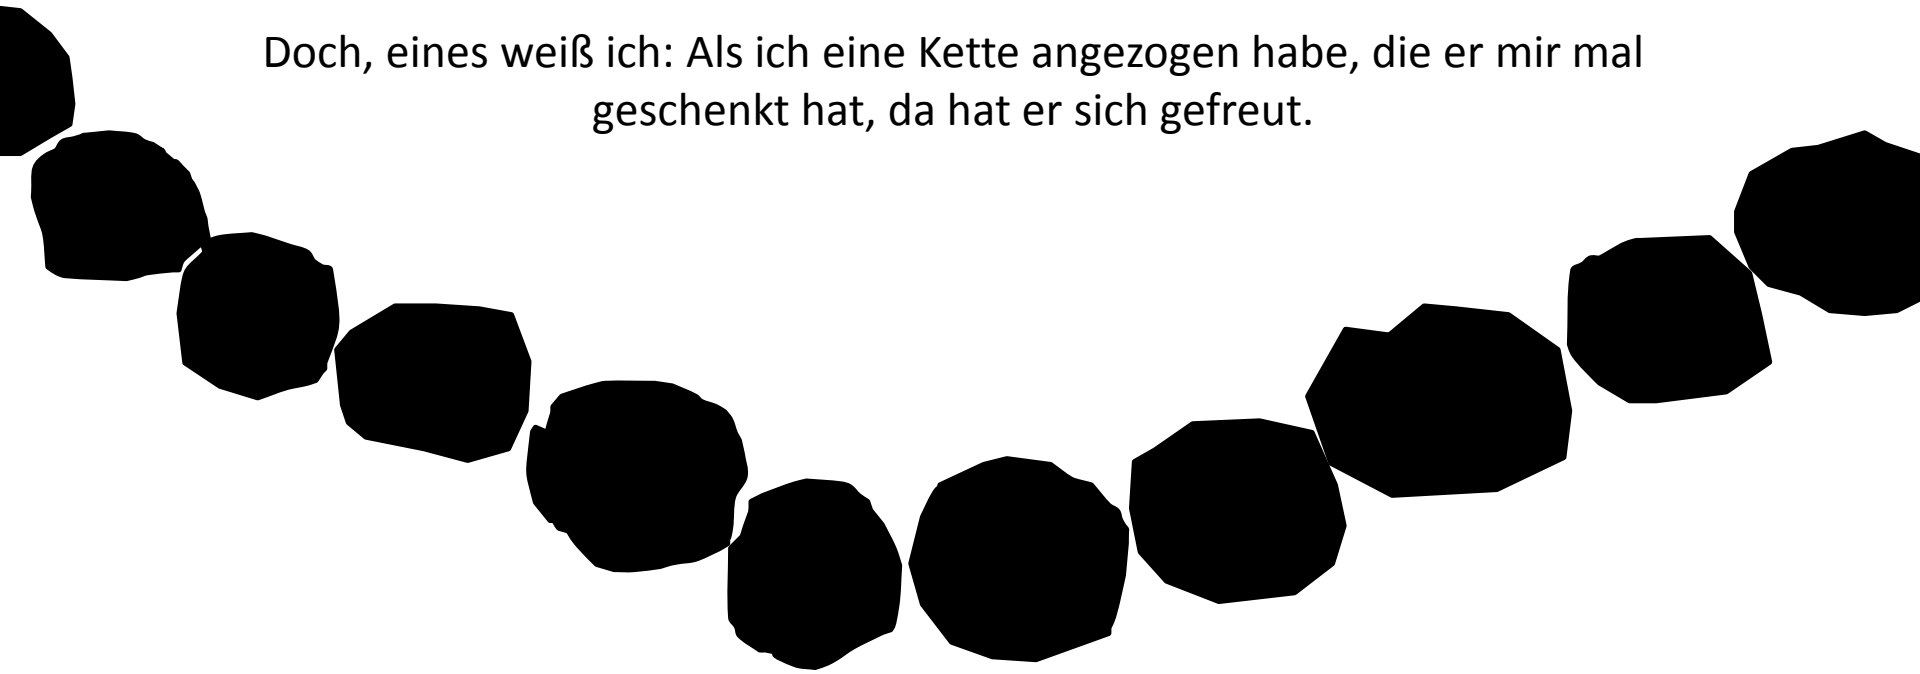 Doch, eines weiß ich: Als ich eine Kette angezogen habe, die er mir mal
geschenkt hat, da hat er sich gefreut.